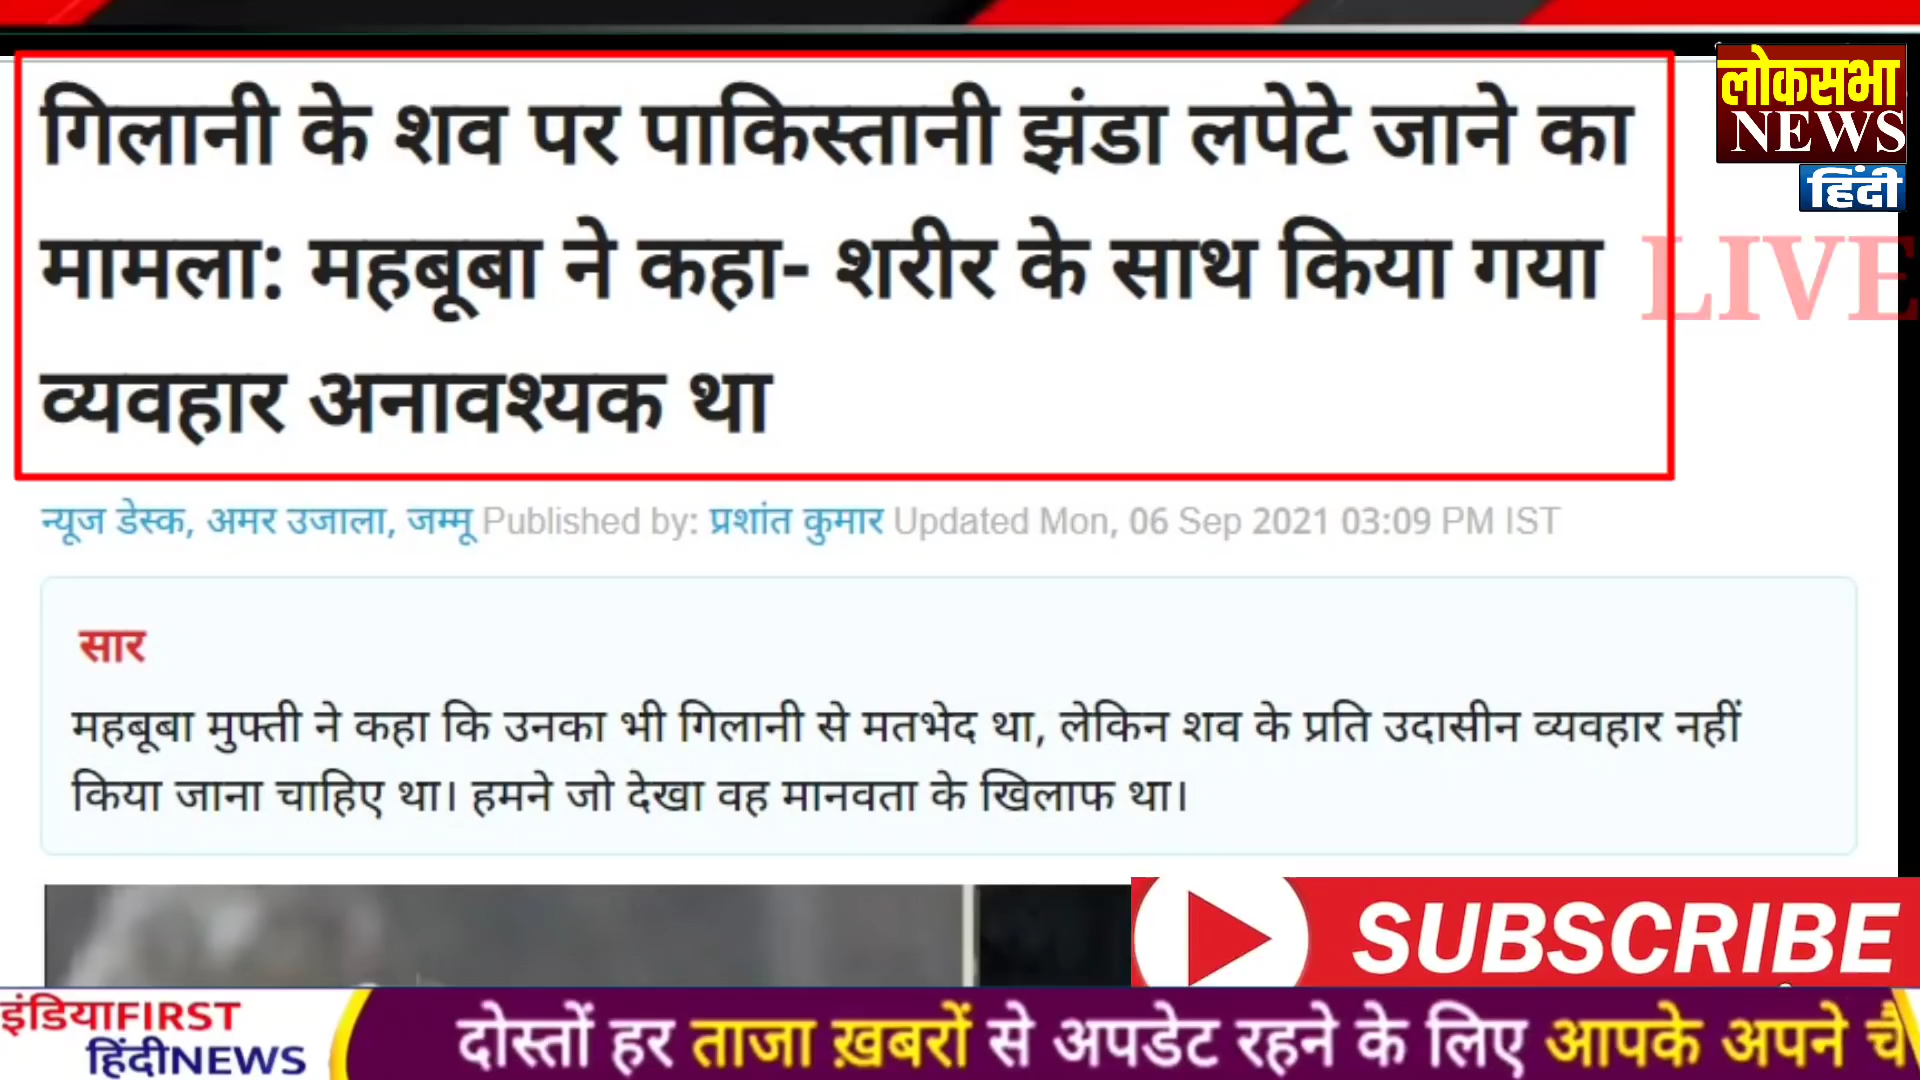 गिलानी के शव पर पाकिस्तानी झंडा लपेटे जाने का
मामला: महबूबा ने कहा- शरीर के साथ किया गया
व्यवहार अनावश्यक था
लोकसभा
NEWS
हिंदी
LIVE
न्यूज डेस्क, अमर उजाला, जम्मू Published by: प्रशांत कुमार Updated Mon, 06 Sep 2021 03:09 PM IST
सार
महबूबा मुफ्ती ने कहा कि उनका भी गिलानी से मतभेद था, लेकिन शव के प्रति उदासीन व्यवहार नहीं
किया जाना चाहिए था। हमने जो देखा वह मानवता के खिलाफ था।
SUBSCRIBE
इंडियाFIRST
हिंदीNEWS
दोस्तों हर ताजा ख़बरों से अपडेट रहने के लिए आपके अपने